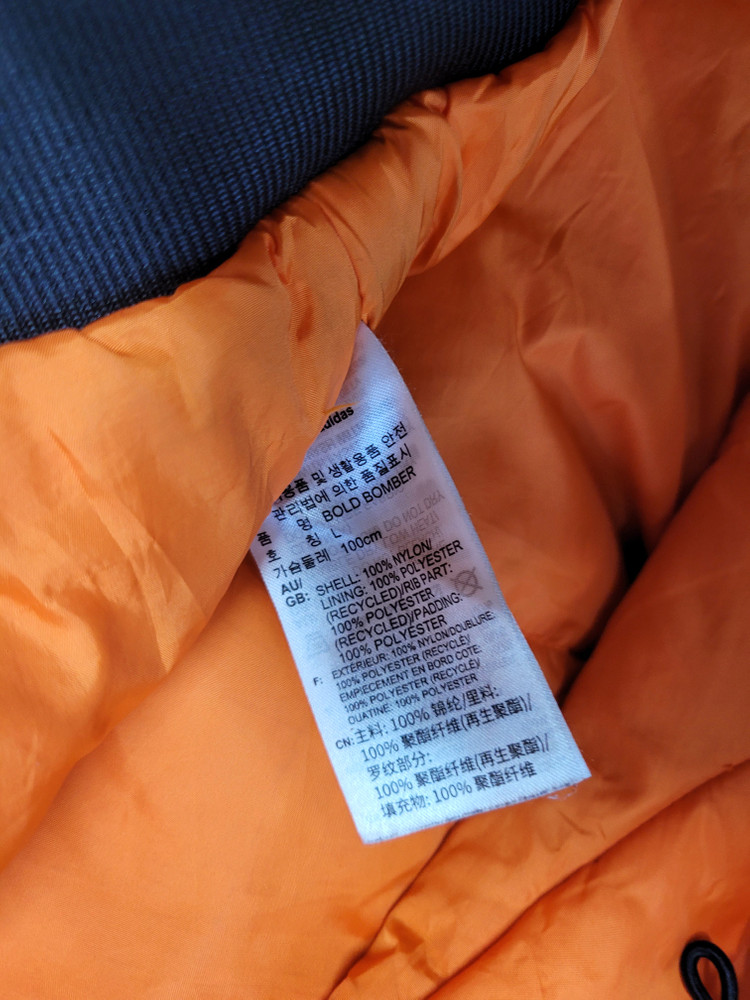 adidas
용품 및 생활용품 안전
관리법에 의한 품질표시
품 명 BOLD BOMBER
호 칭 L
가슴둘레 100cm
AU/
GB: SHELL: 100% NYLON/
LINING: 100% POLYESTER
(RECYCLED)/RIB PART:
100% POLYESTER
(RECYCLED)/PADDING:
100% POLYESTER
F: EXTÉRIEUR: 100% NYLON/DOUBLURE:
100% POLYESTER (RECYCLÉ)/
EMPIECEMENT EN BORD COTE:
100% POLYESTER (RECYCLÉ)/
OUATINE: 100% POLYESTER
CN: 主料: 100% 锦纶/里料:
100% 聚酯纤维(再生聚酯)/
罗纹部分:
100% 聚酯纤维(再生聚酯)/
填充物: 100% 聚酯纤维